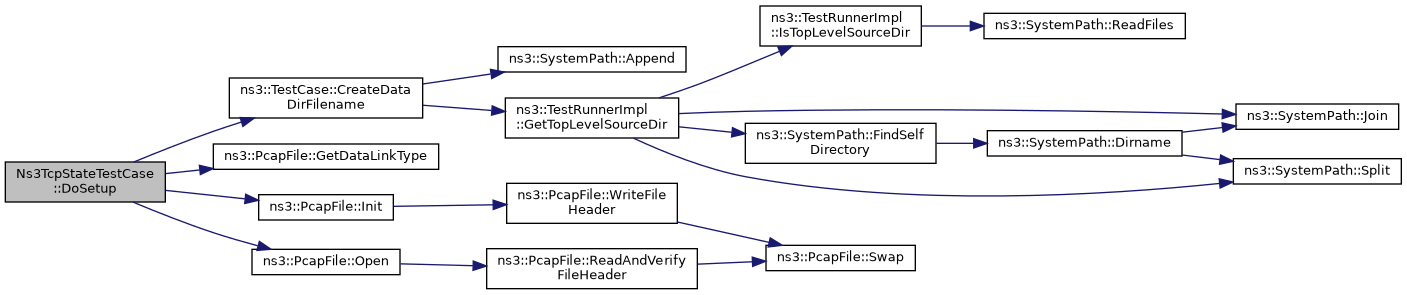 ns3::TestRunnerImpl
::IsTopLevelSourceDir
ns3::SystemPath::ReadFiles
ns3::SystemPath::Append
ns3::TestCase::CreateData
DirFilename
ns3::TestRunnerImpl
::GetTopLevelSourceDir
ns3::SystemPath::Join
ns3::SystemPath::FindSelf
Directory
ns3::SystemPath::Dirname
ns3::PcapFile::GetDataLinkType
ns3::SystemPath::Split
Ns3TcpStateTestCase
::DoSetup
ns3::PcapFile::Init
ns3::PcapFile::WriteFile
Header
ns3::PcapFile::Open
ns3::PcapFile::ReadAndVerify
FileHeader
ns3::PcapFile::Swap